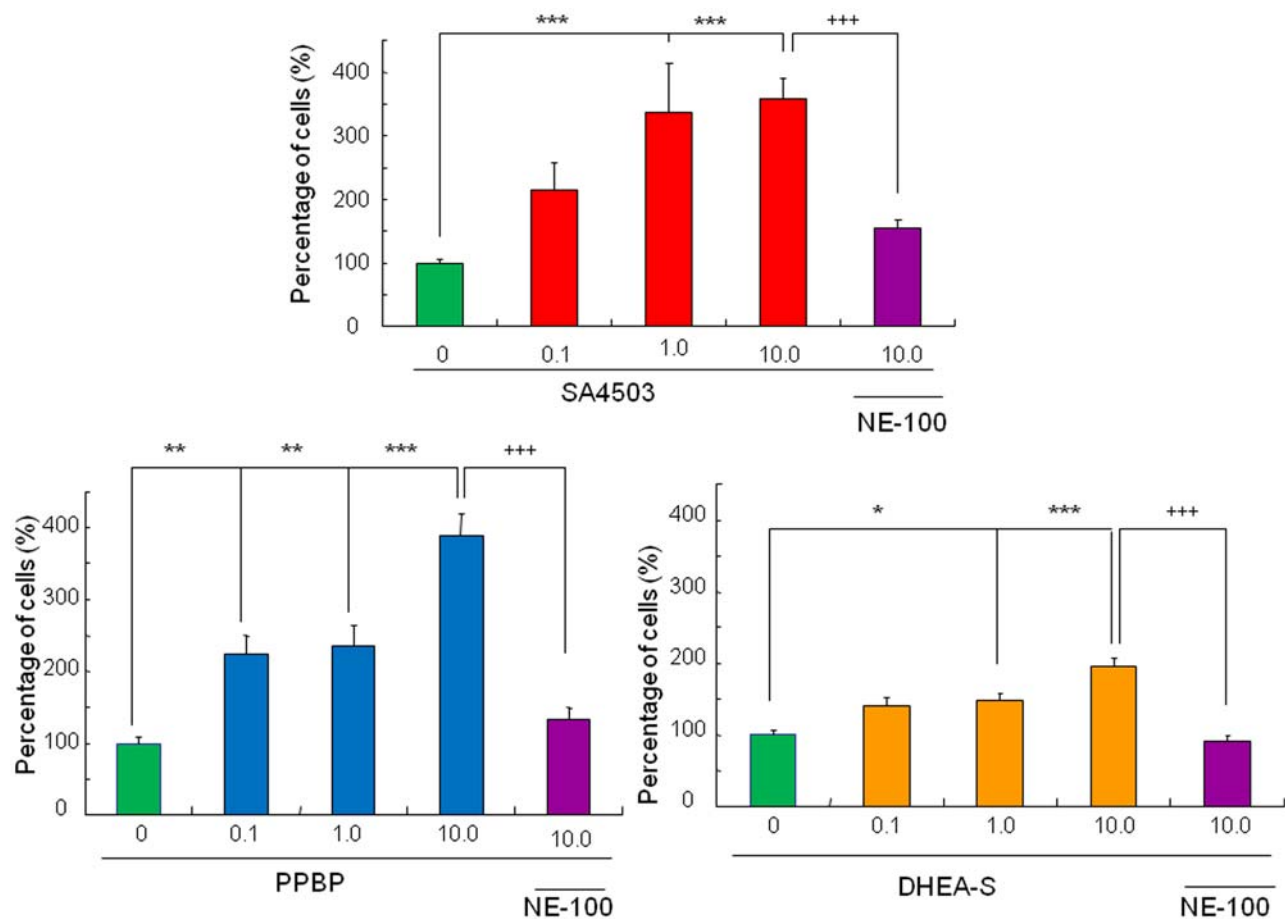 *** *** +++
Percentage of cells (%)
400
300
200
100
0
0 0.1 1.0 10.0 10.0
SA4503
NE-100
** ** *** +++
Percentage of cells (%)
400
300
200
100
0
0 0.1 1.0 10.0 10.0
PPBP
NE-100
* *** +++
Percentage of cells (%)
400
300
200
100
0
0 0.1 1.0 10.0 10.0
DHEA-S
NE-100